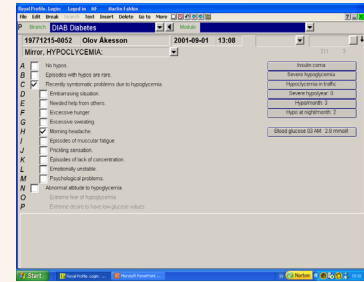 Royal Profile. Login: ... Logged in AF Martin Fahlén
File Edit Break Search Text Insert Delete Go to More
P Branch DIAB Diabetes Module
19771215-0052 Olov Åkesson 2001-09-01 13:08
Mirror, HYPOCLYCEMIA:
A No hypos. Insulin coma
B Episodes with hypos are rare. Severe hypoglycemia
C Recently symtomatic problems due to hypoglycemia. Hypoclycemia in traffic
D Embarrasing situation. Severe hypo/year: 0
E Needed help from others. Hypo/month: 3
F Excessive hunger. Hypo at night/month: 2
G Excessive sweating.
H Morning headache. Blood glucose 03 AM: 2.8 mmol/l
I Episodes of muscular fatigue.
J Prickling sensation.
K Episodes of lack of concentration.
L Emotionally unstable.
M Psychological problems.
N Abnormal attitude to hypoglycemia.
O Extreme fear of hypoglycemia
P Extreme desire to have low glucose values.
Start Royal Profile. Login: ... Microsoft PowerPoint ... Norton